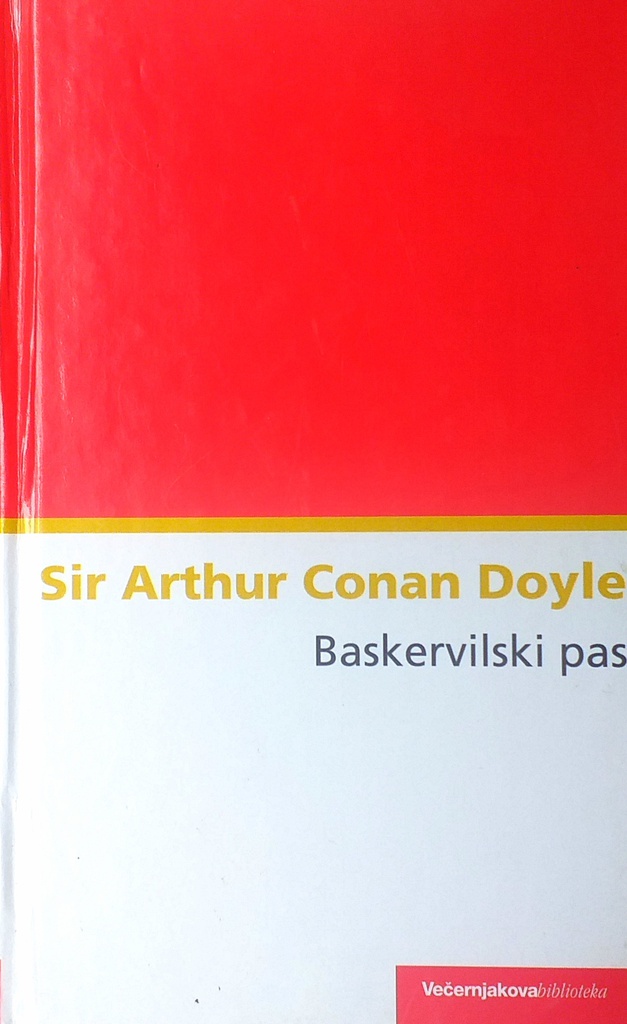 Sir Arthur Conan Doyle
Baskervilski pas
Večernjakovabiblioteka